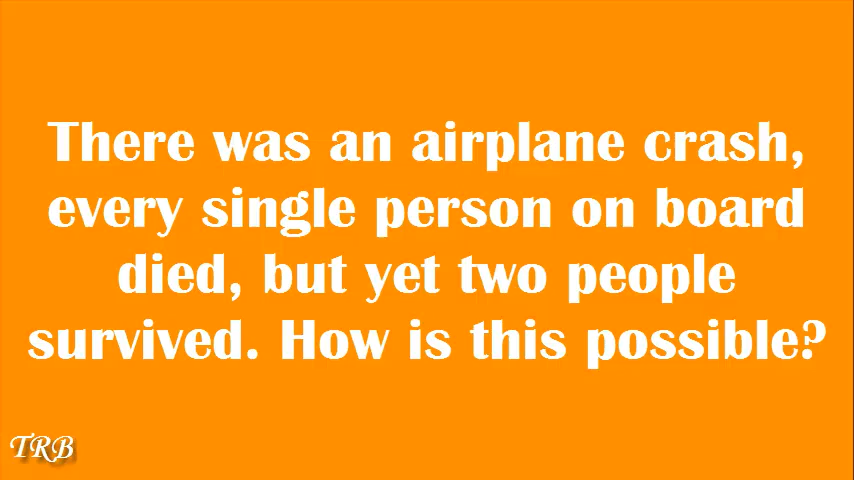 There was an airplane crash,
every single person on board
died, but yet two people
survived. How is this possible?
TRB